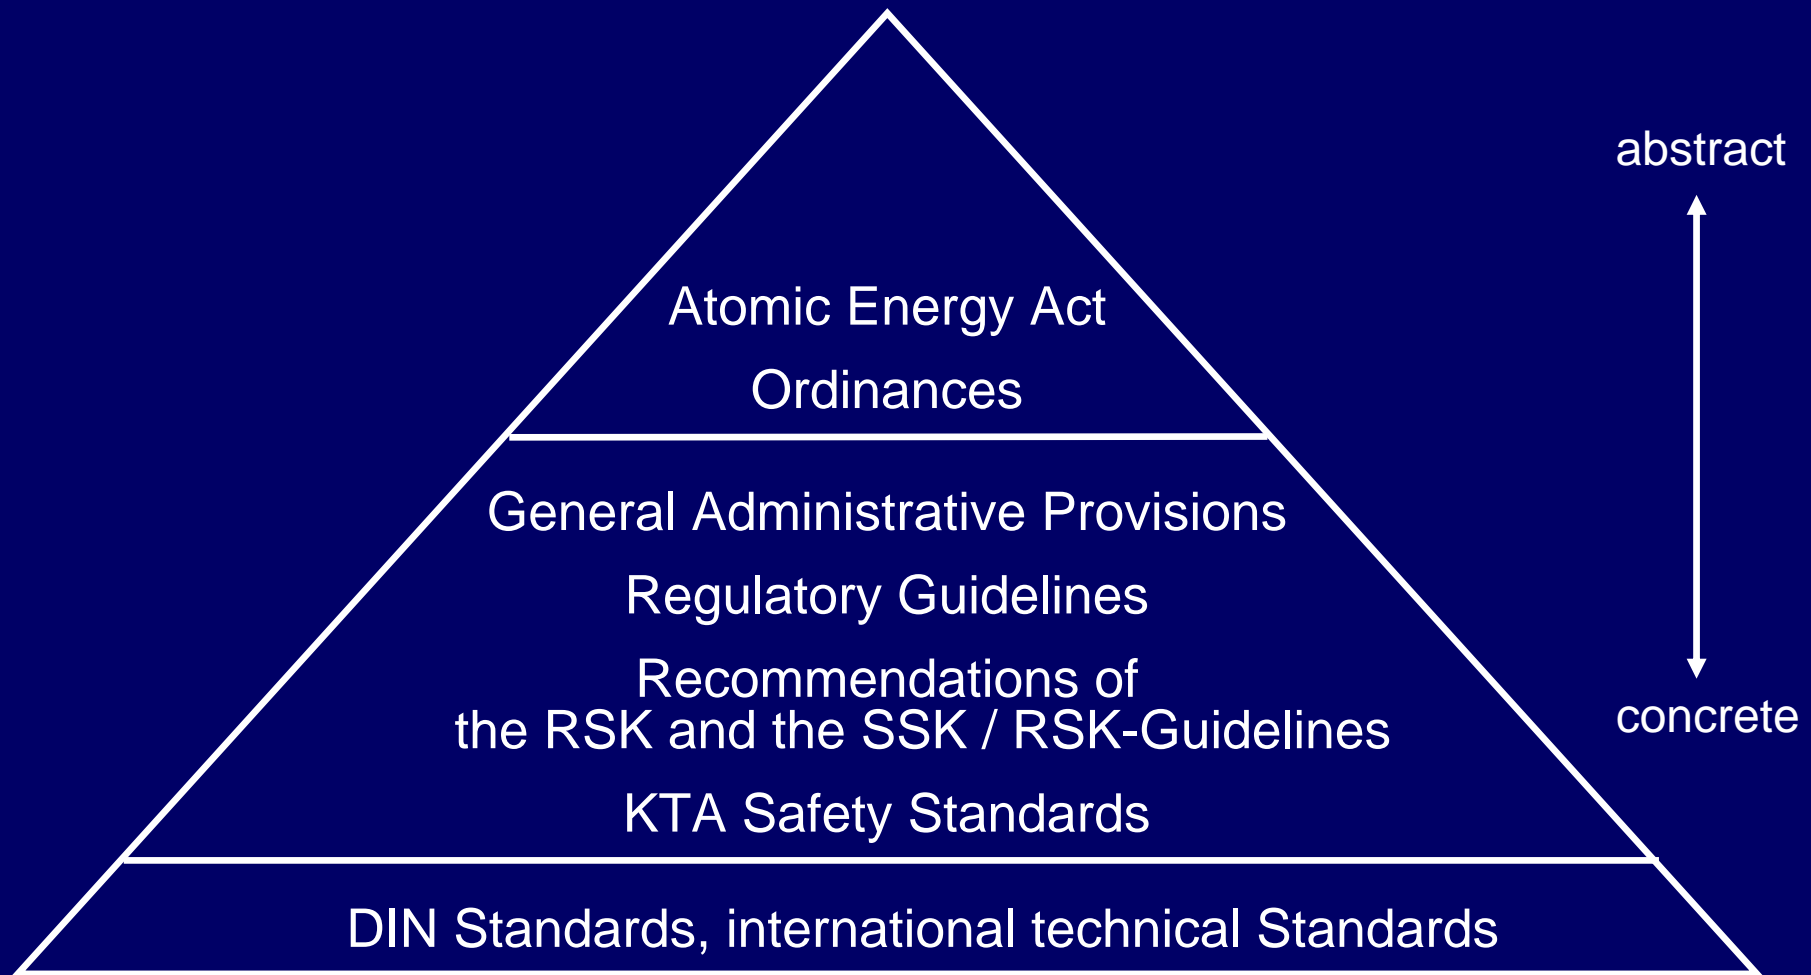 abstract
Atomic Energy Act
Ordinances
General Administrative Provisions
Regulatory Guidelines
Recommendations of
the RSK and the SSK / RSK-Guidelines
concrete
KTA Safety Standards
DIN Standards, international technical Standards